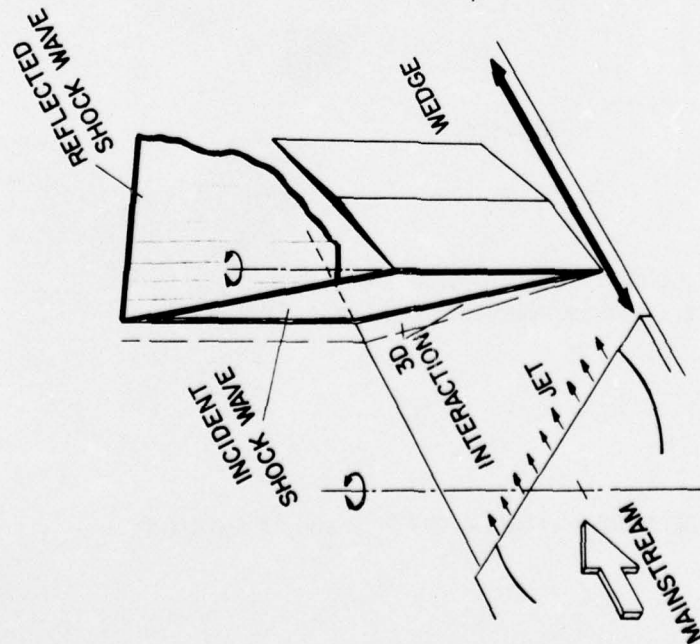 REFLECTED
SHOCK WAVE
WEDGE
INCIDENT
SHOCK WAVE
3D
INTERACTION
JET
MAINSTREAM